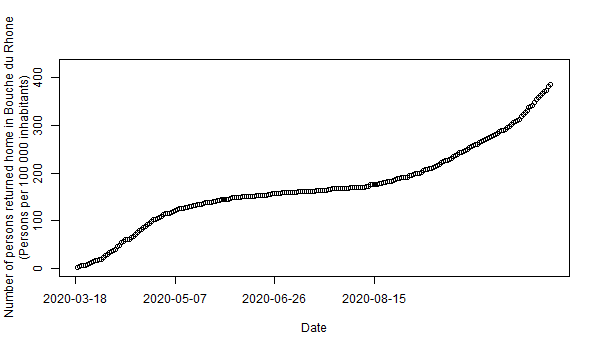 Number of persons returned home in Bouche du Rhone
(Persons per 100 000 inhabitants)
400
300
200
100
0
2020-03-18 2020-05-07 2020-06-26 2020-08-15
Date